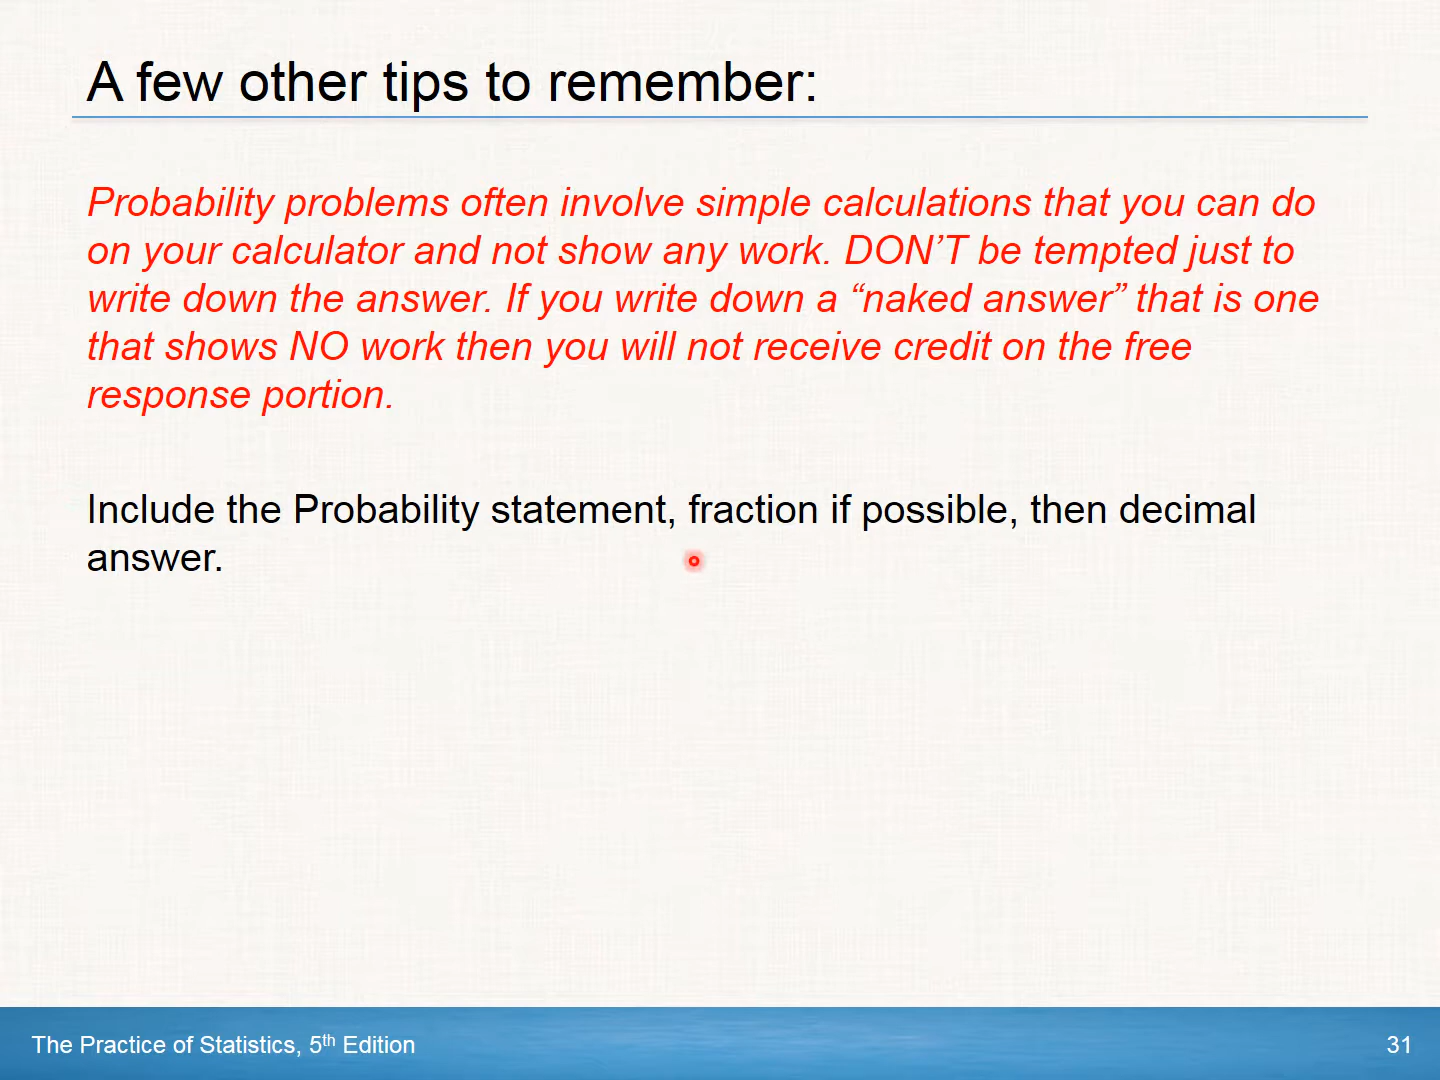 A few other tips to remember:
Probability problems often involve simple calculations that you can do
on your calculator and not show any work. DON’T be tempted just to
write down the answer. If you write down a “naked answer” that is one
that shows NO work then you will not receive credit on the free
response portion.
Include the Probability statement, fraction if possible, then decimal
answer.
The Practice of Statistics, 5th Edition
31